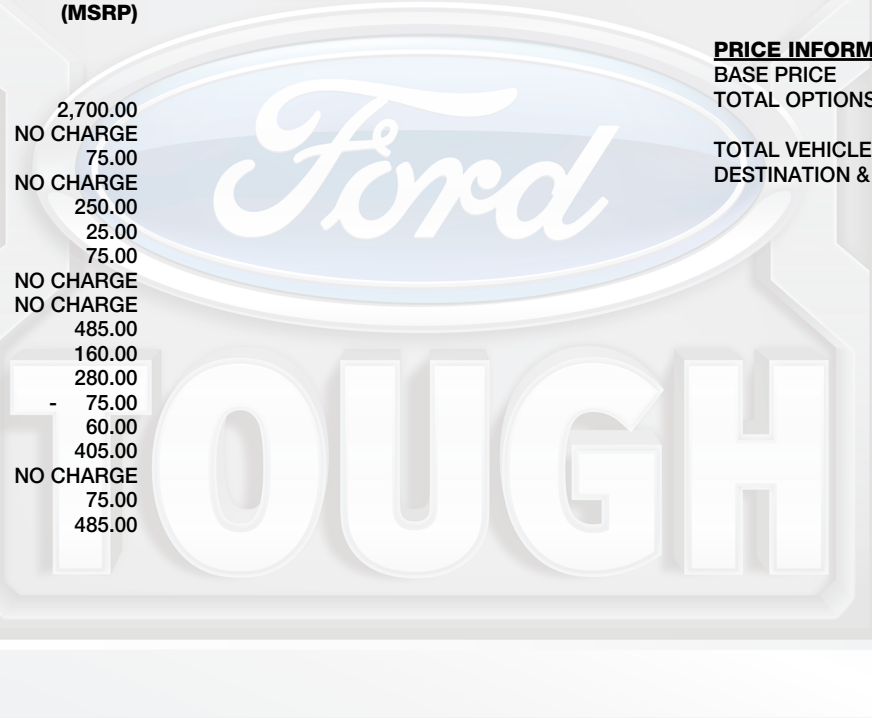 (MSRP)
2,700.00
NO CHARGE
75.00
NO CHARGE
250.00
25.00
75.00
NO CHARGE
NO CHARGE
485.00
160.00
280.00
- 75.00
60.00
405.00
NO CHARGE
75.00
485.00
PRICE INFORM
BASE PRICE
TOTAL OPTIONS
TOTAL VEHICLE
DESTINATION &
Ford
TOUGH